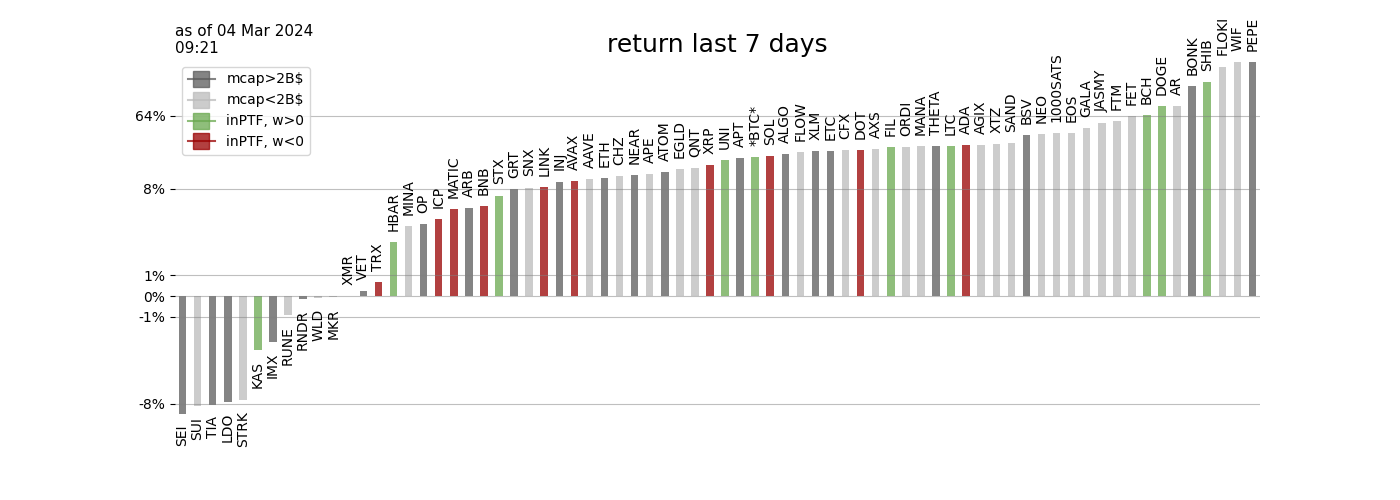 as of 04 Mar 2024
09:21
return last 7 days
mcap>2B$
mcap<2B$
inPTF, w>0
inPTF, w<0
64%
8%
1%
0%
-1%
-8%
SEI
SUI
TIA
LDO
STRK
KAS
IMX
RUNE
RNDR
WLD
MKR
XMR
VET
TRX
HBAR
MINA
OP
ICP
MATIC
ARB
BNB
STX
GRT
SNX
LINK
INJ
AVAX
AAVE
ETH
CHZ
NEAR
APE
ATOM
EGLD
QNT
XRP
UNI
APT
*BTC*
SOL
ALGO
FLOW
XLM
ETC
CFX
DOT
AXS
FIL
ORDI
MANA
THETA
LTC
ADA
AGIX
XTZ
SAND
BSV
NEO
1000SATS
EOS
GALA
JASMY
FTM
FET
BCH
DOGE
AR
BONK
SHIB
FLOKI
WIF
PEPE